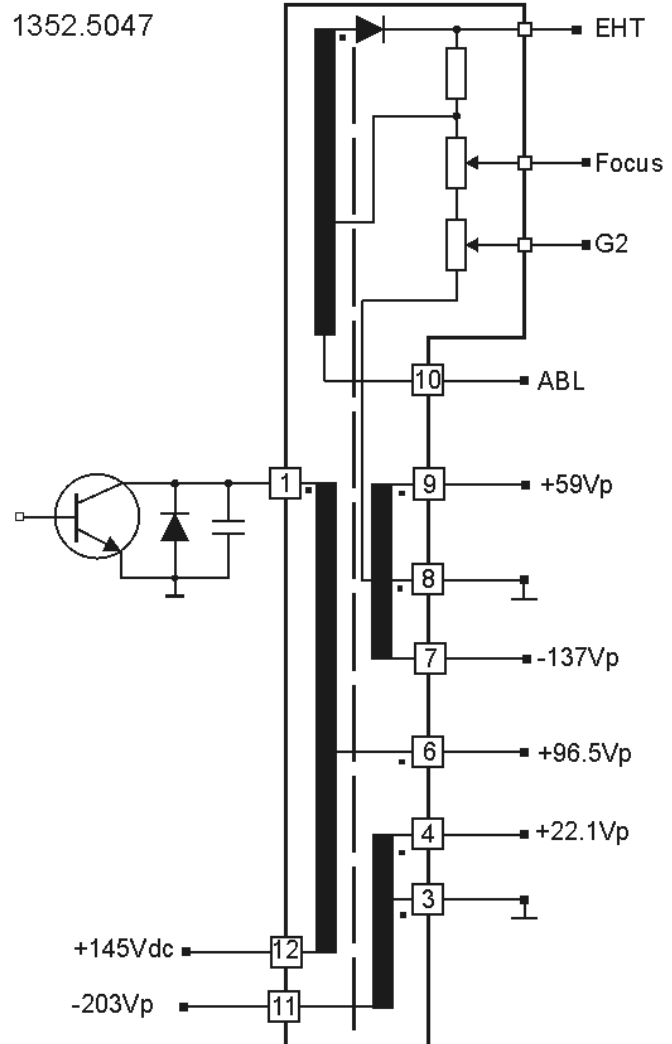 1352.5047
EHT
Focus
G2
10
ABL
1
9
+59Vp
8
7
-137Vp
6
+96.5Vp
4
+22.1Vp
3
+145Vdc
12
-203Vp
11